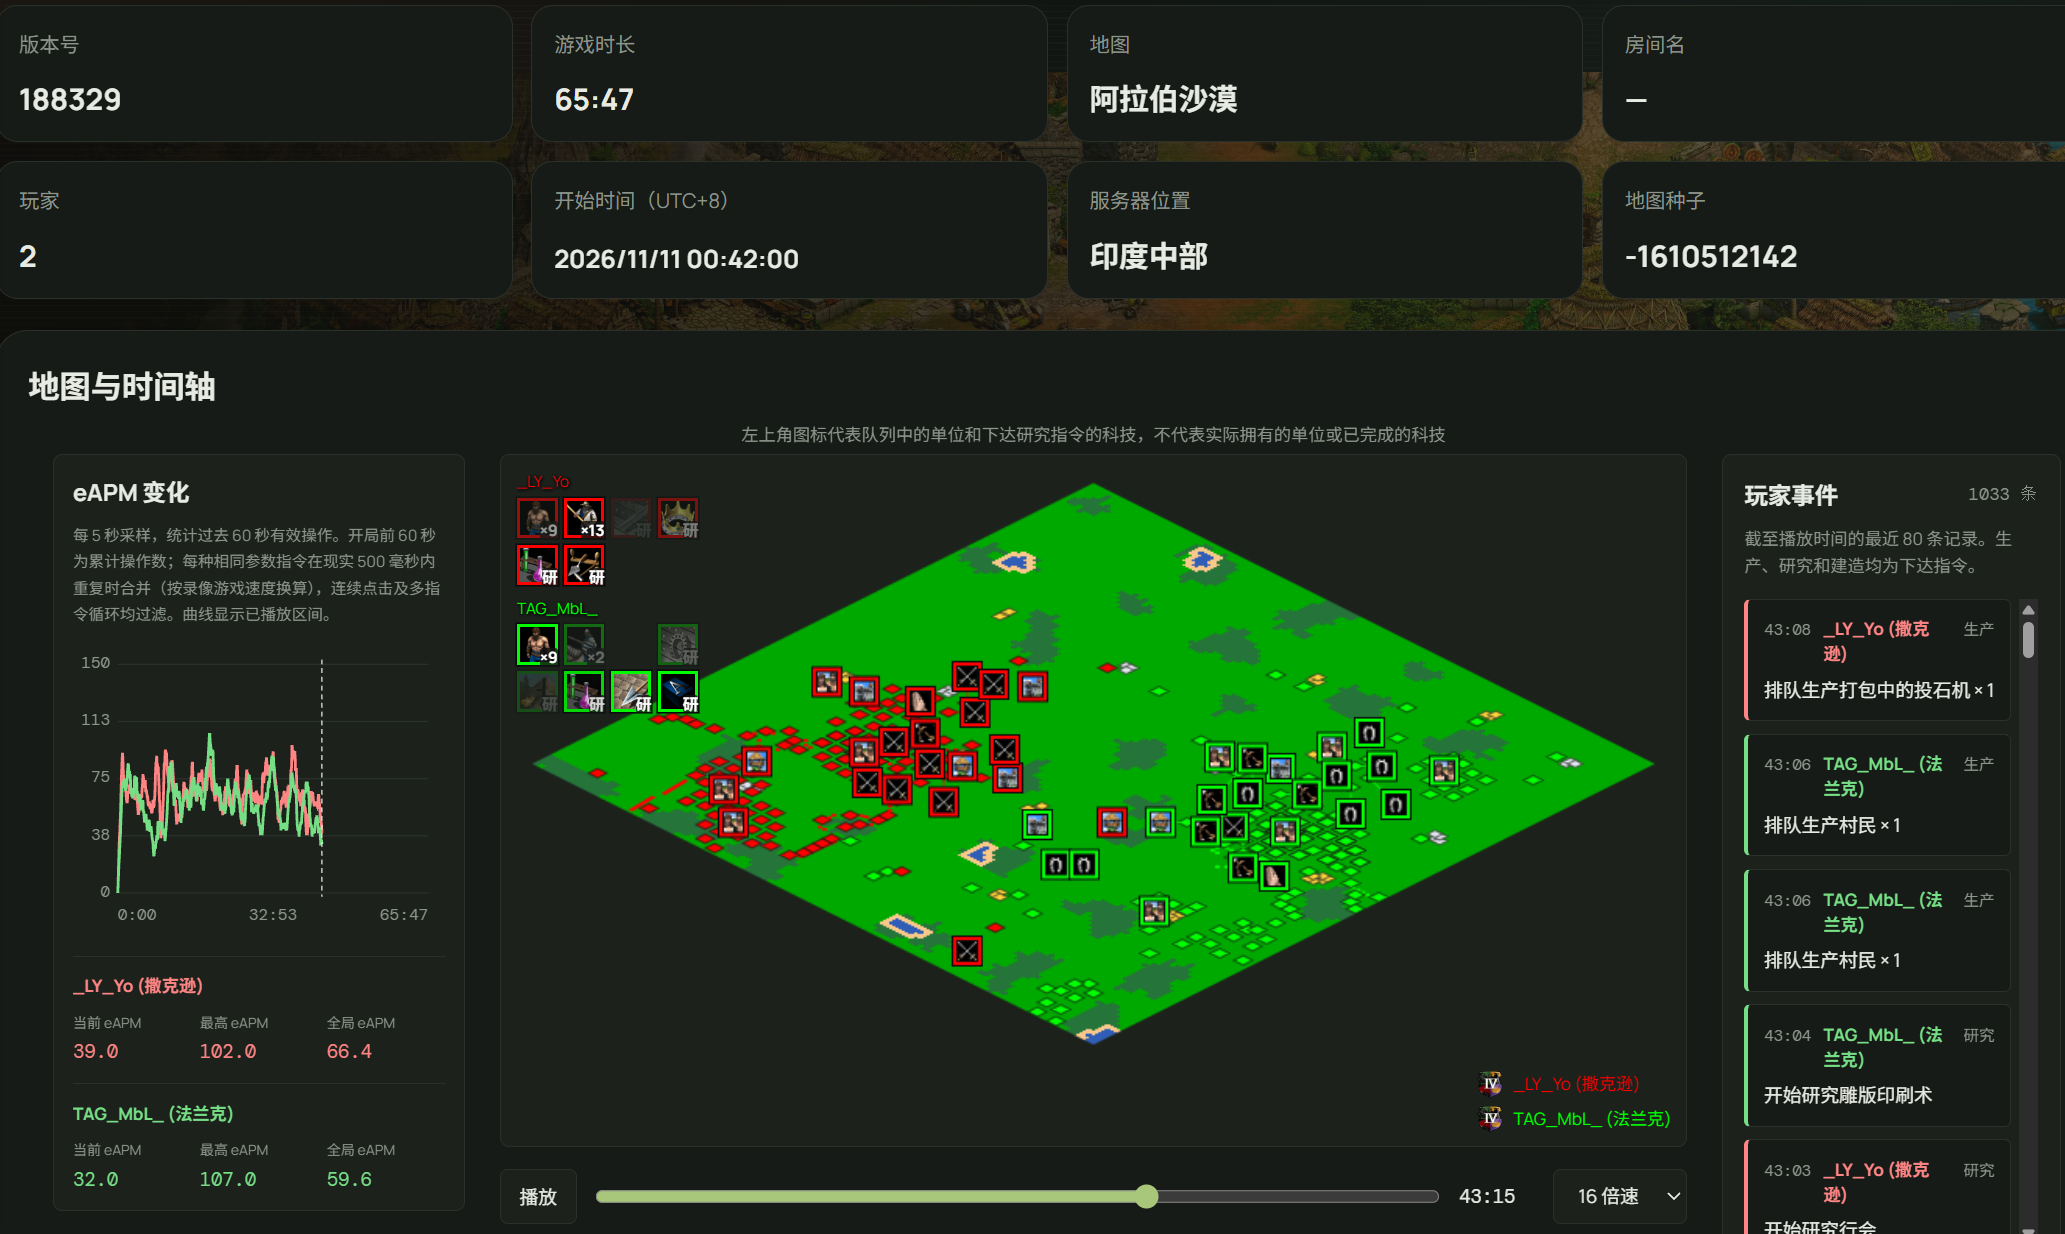 版本号
188329
游戏时长
65:47
地图
阿拉伯沙漠
房间名
—
玩家
2
开始时间（UTC+8）
2026/11/11 00:42:00
服务器位置
印度中部
地图种子
-1610512142
地图与时间轴
左上角图标代表队列中的单位和下达研究指令的科技，不代表实际拥有的单位或已完成的科技
eAPM 变化
每 5 秒采样，统计过去 60 秒有效操作。开局前 60 秒
为累计操作数；每种相同参数指令在现实 500 毫秒内
重复时合并（按录像游戏速度换算），连续点击及多指
令循环均过滤。曲线显示已播放区间。
150
113
75
38
0
0:00 32:53 65:47
_LY_Yo (撒克逊)
当前 eAPM 最高 eAPM 全局 eAPM
39.0 102.0 66.4
TAG_MbL_ (法兰克)
当前 eAPM 最高 eAPM 全局 eAPM
32.0 107.0 59.6
_LY_Yo
×9 ×13 研 研
研 研
TAG_MbL_
×9 ×2 研
研 研 研 研
IV _LY_Yo (撒克逊)
IV TAG_MbL_ (法兰克)
播放
43:15
16 倍速
玩家事件
1033 条
截至播放时间的最近 80 条记录。生
产、研究和建造均为下达指令。
43:08 _LY_Yo (撒克 生产
逊)
排队生产打包中的投石机 × 1
43:06 TAG_MbL_ (法 生产
兰克)
排队生产村民 × 1
43:06 TAG_MbL_ (法 生产
兰克)
排队生产村民 × 1
43:04 TAG_MbL_ (法 研究
兰克)
开始研究雕版印刷术
43:03 _LY_Yo (撒克 研究
逊)
开始研究行会